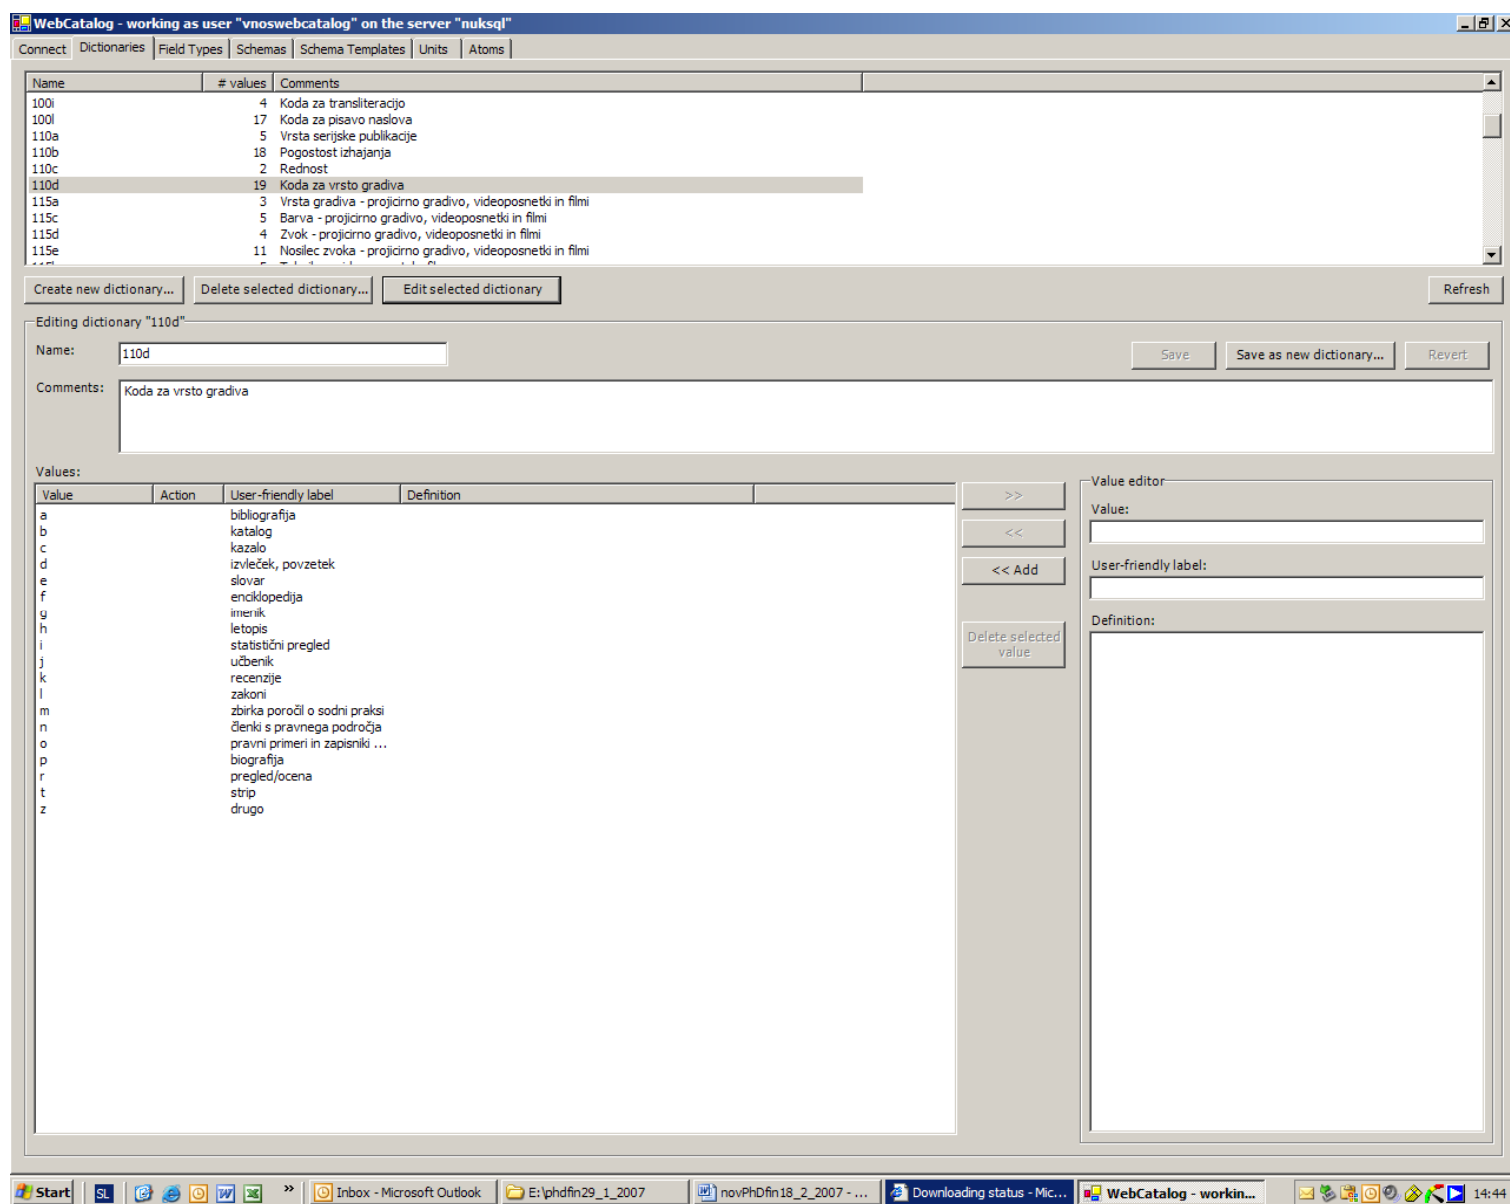 WebCatalog - working as user "vnoswebcatalog" on the server "nuksql"
Connect Dictionaries Field Types Schemas Schema Templates Units Atoms
Name # values Comments
100i 4 Koda za transliteracijo
100l 17 Koda za pisavo naslova
110a 5 Vrsta serijske publikacije
110b 18 Pogostost izhajanja
110c 2 Rednost
110d 19 Koda za vrsto gradiva
115a 3 Vrsta gradiva - projicirno gradivo, videoposnetki in filmi
115c 5 Barva - projicirno gradivo, videoposnetki in filmi
115d 4 Zvok - projicirno gradivo, videoposnetki in filmi
115e 11 Nosilec zvoka - projicirno gradivo, videoposnetki in filmi
Create new dictionary... Delete selected dictionary... Edit selected dictionary Refresh
Editing dictionary "110d"
Name: 110d Save Save as new dictionary... Revert
Comments: Koda za vrsto gradiva
Values:
Value Action User-friendly label Definition
a bibliografija
b katalog
c kazalo
d izvleček, povzetek
e slovar
f enciklopedija
g imenik
h letopis
i statistični pregled
j učbenik
k recenzije
l zakoni
m zbirka poročil o sodni praksi
n členki s pravnega področja
o pravni primeri in zapisniki ...
p biografija
r pregled/ocena
t strip
z drugo
>>
<<
<< Add
Delete selected
value
Value editor
Value:
User-friendly label:
Definition:
Start SL » Inbox - Microsoft Outlook E:\phdfin29_1_2007 novPhDfin18_2_2007 - ... Downloading status - Mic... WebCatalog - workin... 14:44